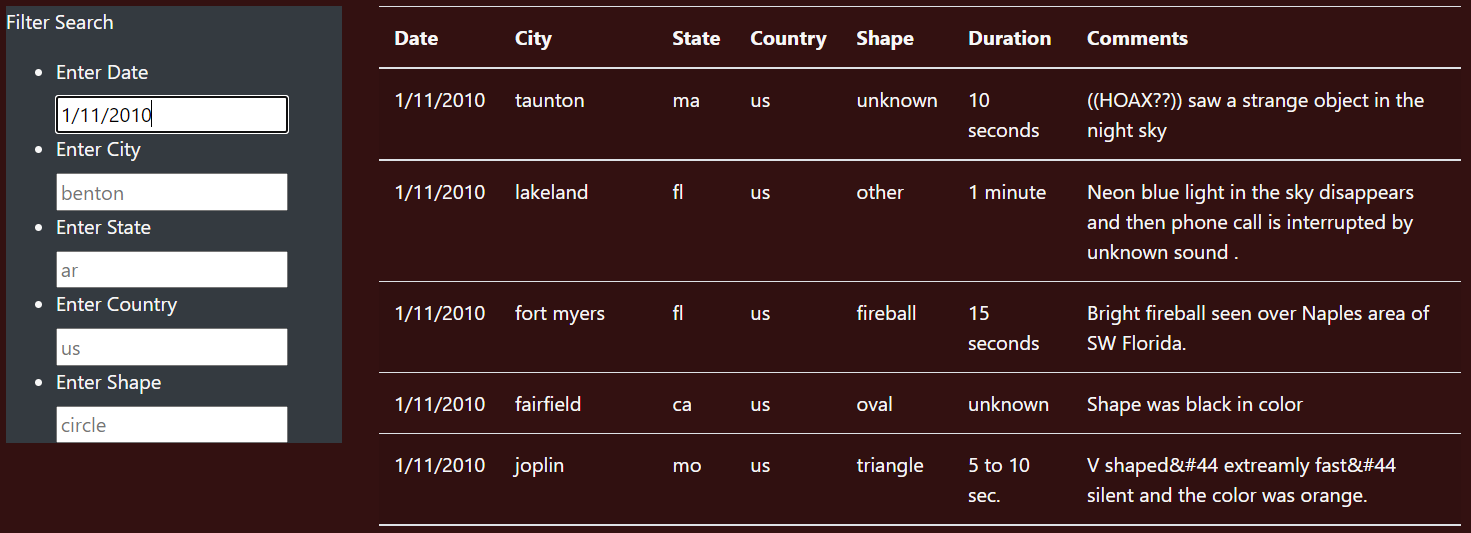 Filter Search
Enter Date
1/11/2010
Enter City
benton
Enter State
ar
Enter Country
us
Enter Shape
circle
Date City State Country Shape Duration Comments
1/11/2010 taunton ma us unknown 10 ((HOAX??)) saw a strange object in the
seconds night sky
1/11/2010 lakeland fl us other 1 minute Neon blue light in the sky disappears
and then phone call is interrupted by
unknown sound .
1/11/2010 fort myers fl us fireball 15 Bright fireball seen over Naples area of
seconds SW Florida.
1/11/2010 fairfield ca us oval unknown Shape was black in color
1/11/2010 joplin mo us triangle 5 to 10 V shaped&#44 extreamly fast&#44
sec. silent and the color was orange.